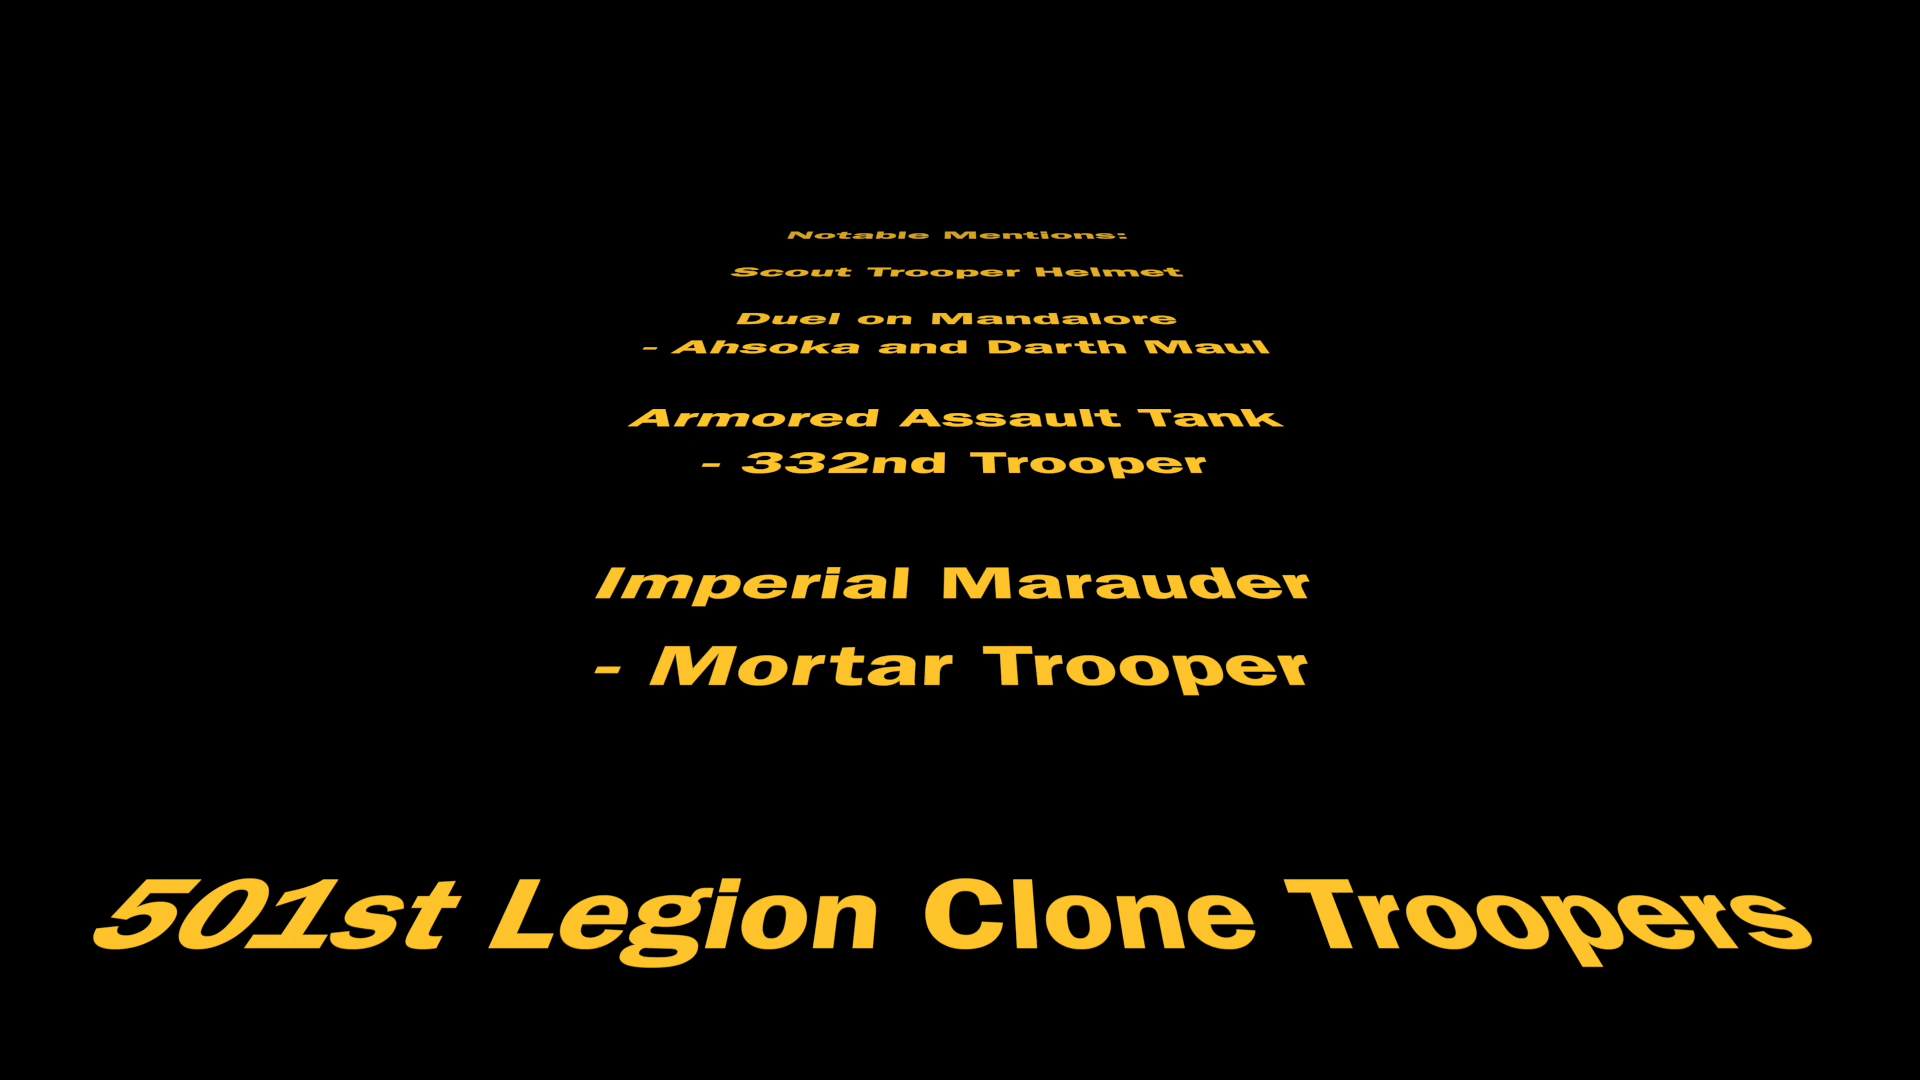 Notable Mentions:
Scout Trooper Helmet
Duel on Mandalore
- Ahsoka and Darth Maul
Armored Assault Tank
- 332nd Trooper
Imperial Marauder
- Mortar Trooper
501st Legion Clone Troopers